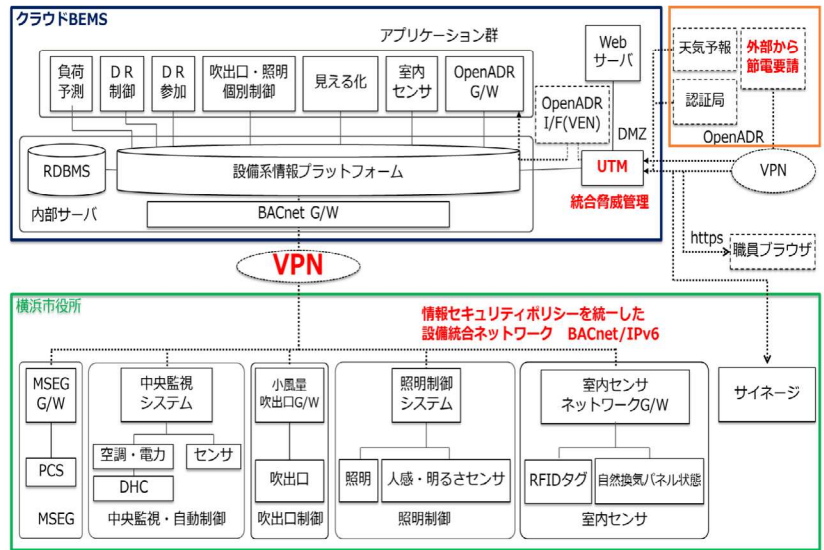 クラウドBEMS
アプリケーション群
負荷
予測
ＤＲ
制御
ＤＲ
参加
吹出口・照明
個別制御
見える化
室内
センサ
OpenADR
G/W
Web
サーバ
OpenADR
I/F(VEN)
DMZ
天気予報
外部から
節電要請
認証局
OpenADR
RDBMS
設備系情報プラットフォーム
UTM
VPN
内部サーバ
BACnet G/W
統合脅威管理
https
職員ブラウザ
VPN
横浜市役所
情報セキュリティポリシーを統一した
設備統合ネットワーク　BACnet/IPv6
MSEG
G/W
中央監視
システム
小風量
吹出口G/W
照明制御
システム
室内センサ
ネットワークG/W
サイネージ
PCS
空調・電力
センサ
DHC
吹出口
照明
人感・明るさセンサ
RFIDタグ
自然換気パネル状態
MSEG
中央監視・自動制御
吹出口制御
照明制御
室内センサ